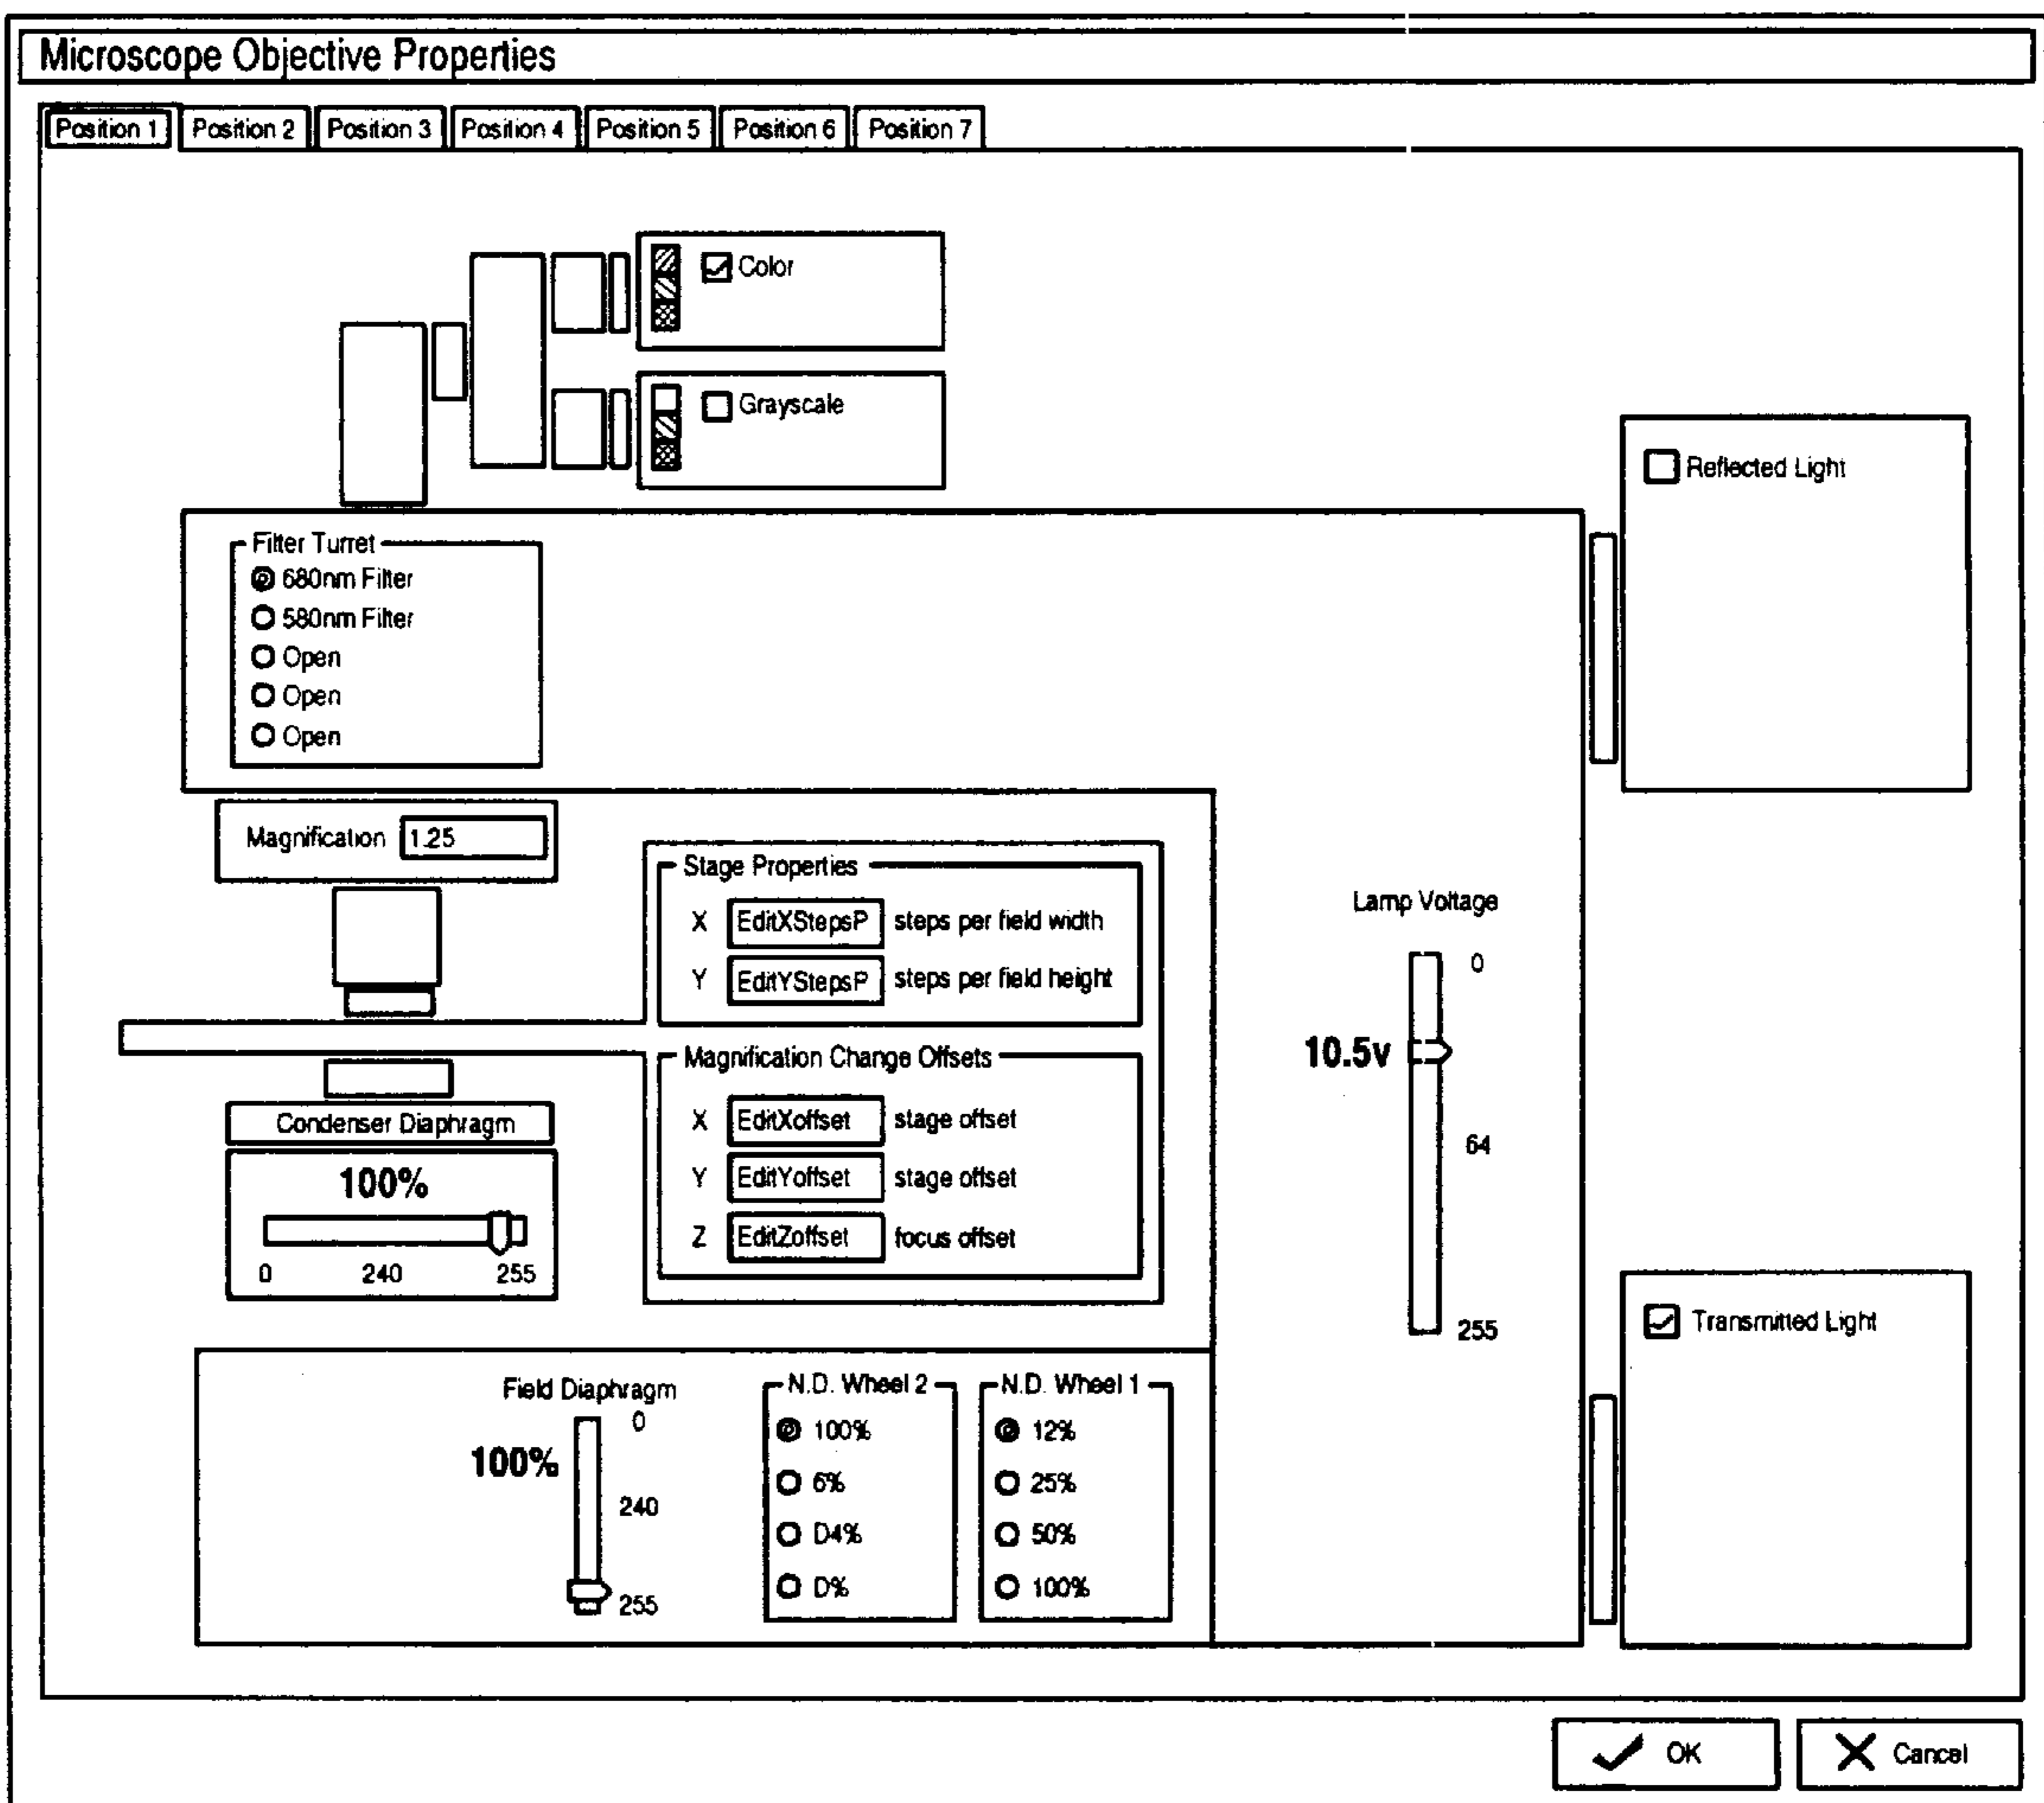 Microscope Objective Properties
Position 1 Position 2 Position 3 Position 4 Position 5 Position 6 Position 7
Color
Grayscale
Reflected Light
Filter Turret
680nm Filter
580nm Filter
Open
Open
Open
Magnification 1.25
Stage Properties
X EditXStepsP steps per field width
Y EditYStepsP steps per field height
Magnification Change Offsets
X EditXoffset stage offset
Y EditYoffset stage offset
Z EditZoffset focus offset
Condenser Diaphragm
100%
0 240 255
Lamp Voltage
0
10.5v
64
255
Transmitted Light
Field Diaphragm
0
100%
240
255
N.D. Wheel 2
100%
6%
D4%
D%
N.D. Wheel 1
12%
25%
50%
100%
OK Cancel